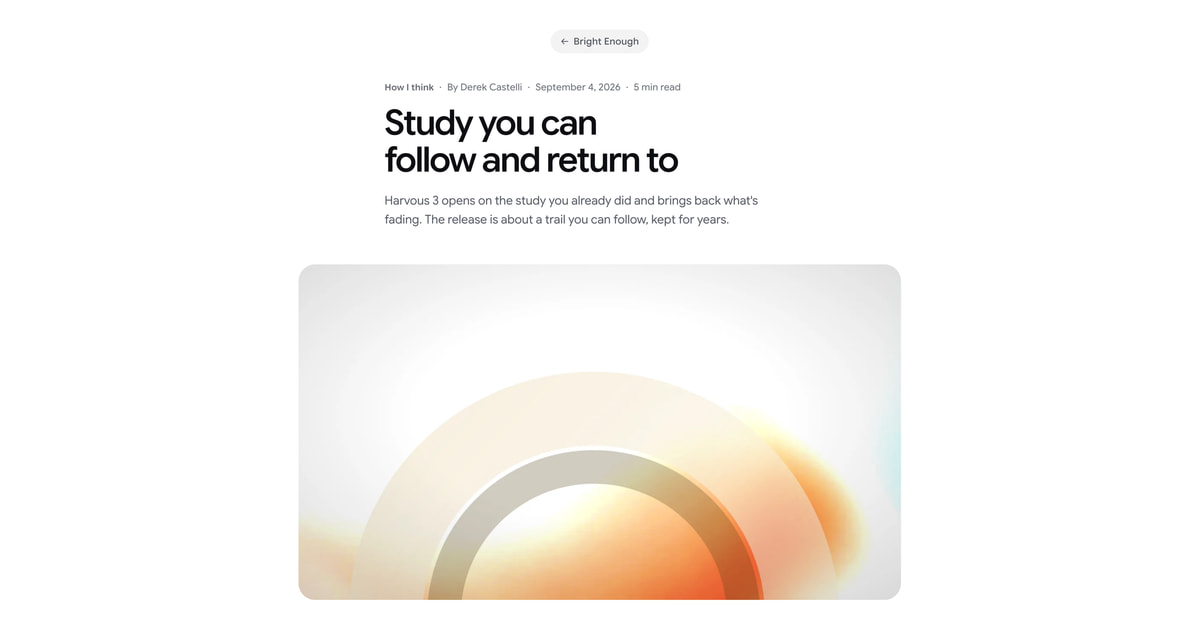 ← Bright Enough
How I think · By Derek Castelli · September 4, 2026 · 5 min read
Study you can
follow and return to
Harvous 3 opens on the study you already did and brings back what's
fading. The release is about a trail you can follow, kept for years.